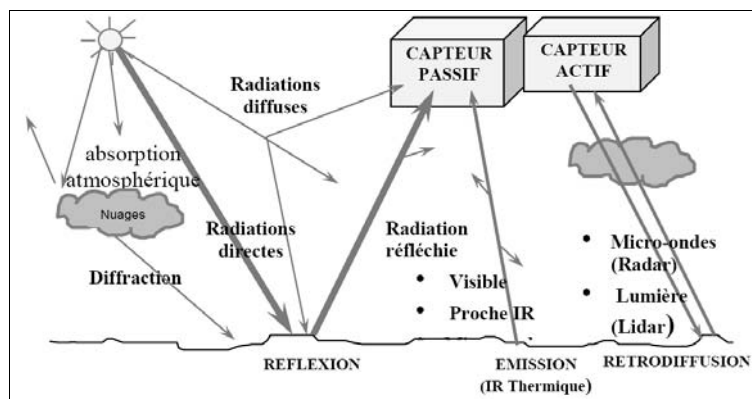 CAPTEUR
PASSIF
CAPTEUR
ACTIF
Radiations
diffuses
absorption
atmosphérique
Nuages
Radiations
directes
Radiation
réfléchie
• Visible
• Proche IR
• Micro-ondes
(Radar)
• Lumière
(Lidar)
Diffraction
REFLEXION
EMISSION
(IR Thermique)
RETRODIFFUSION